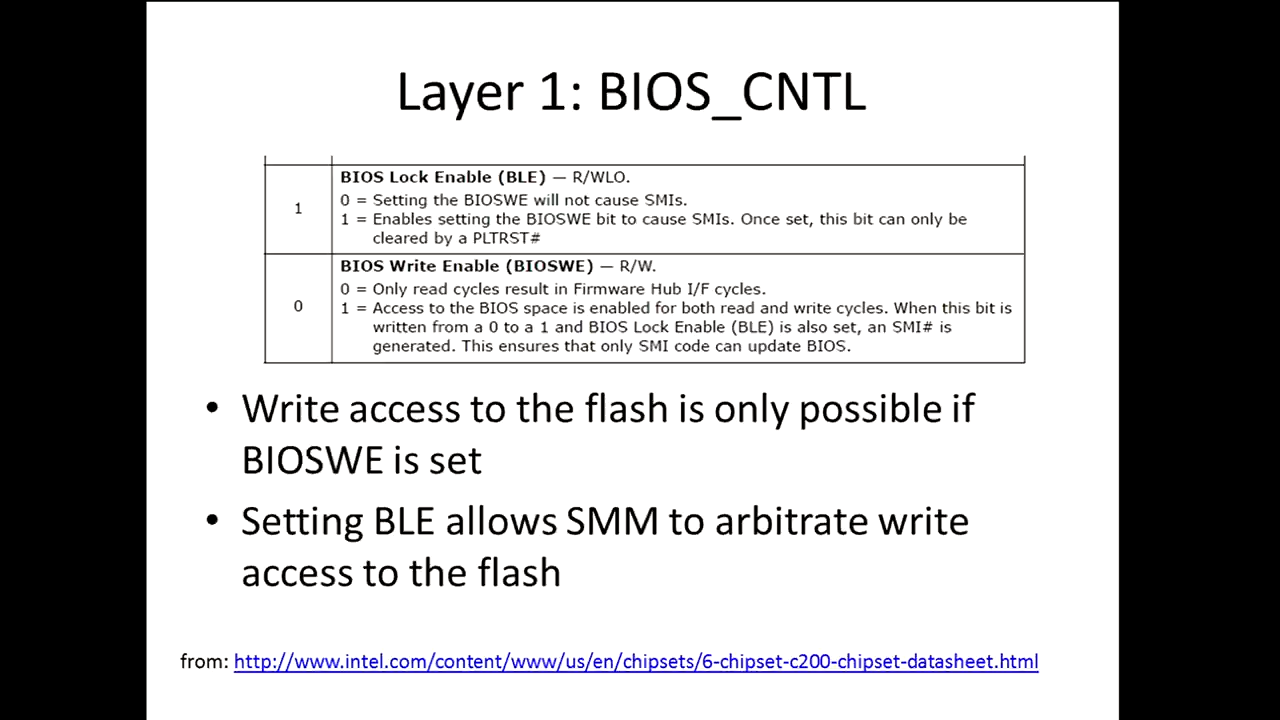 Layer 1: BIOS_CNTL
1
BIOS Lock Enable (BLE) — R/WLO.
0 = Setting the BIOSWE will not cause SMIs.
1 = Enables setting the BIOSWE bit to cause SMIs. Once set, this bit can only be
cleared by a PLTRST#
0
BIOS Write Enable (BIOSWE) — R/W.
0 = Only read cycles result in Firmware Hub I/F cycles.
1 = Access to the BIOS space is enabled for both read and write cycles. When this bit is
written from a 0 to a 1 and BIOS Lock Enable (BLE) is also set, an SMI# is
generated. This ensures that only SMI code can update BIOS.
• Write access to the flash is only possible if
BIOSWE is set
• Setting BLE allows SMM to arbitrate write
access to the flash
from: http://www.intel.com/content/www/us/en/chipsets/6-chipset-c200-chipset-datasheet.html